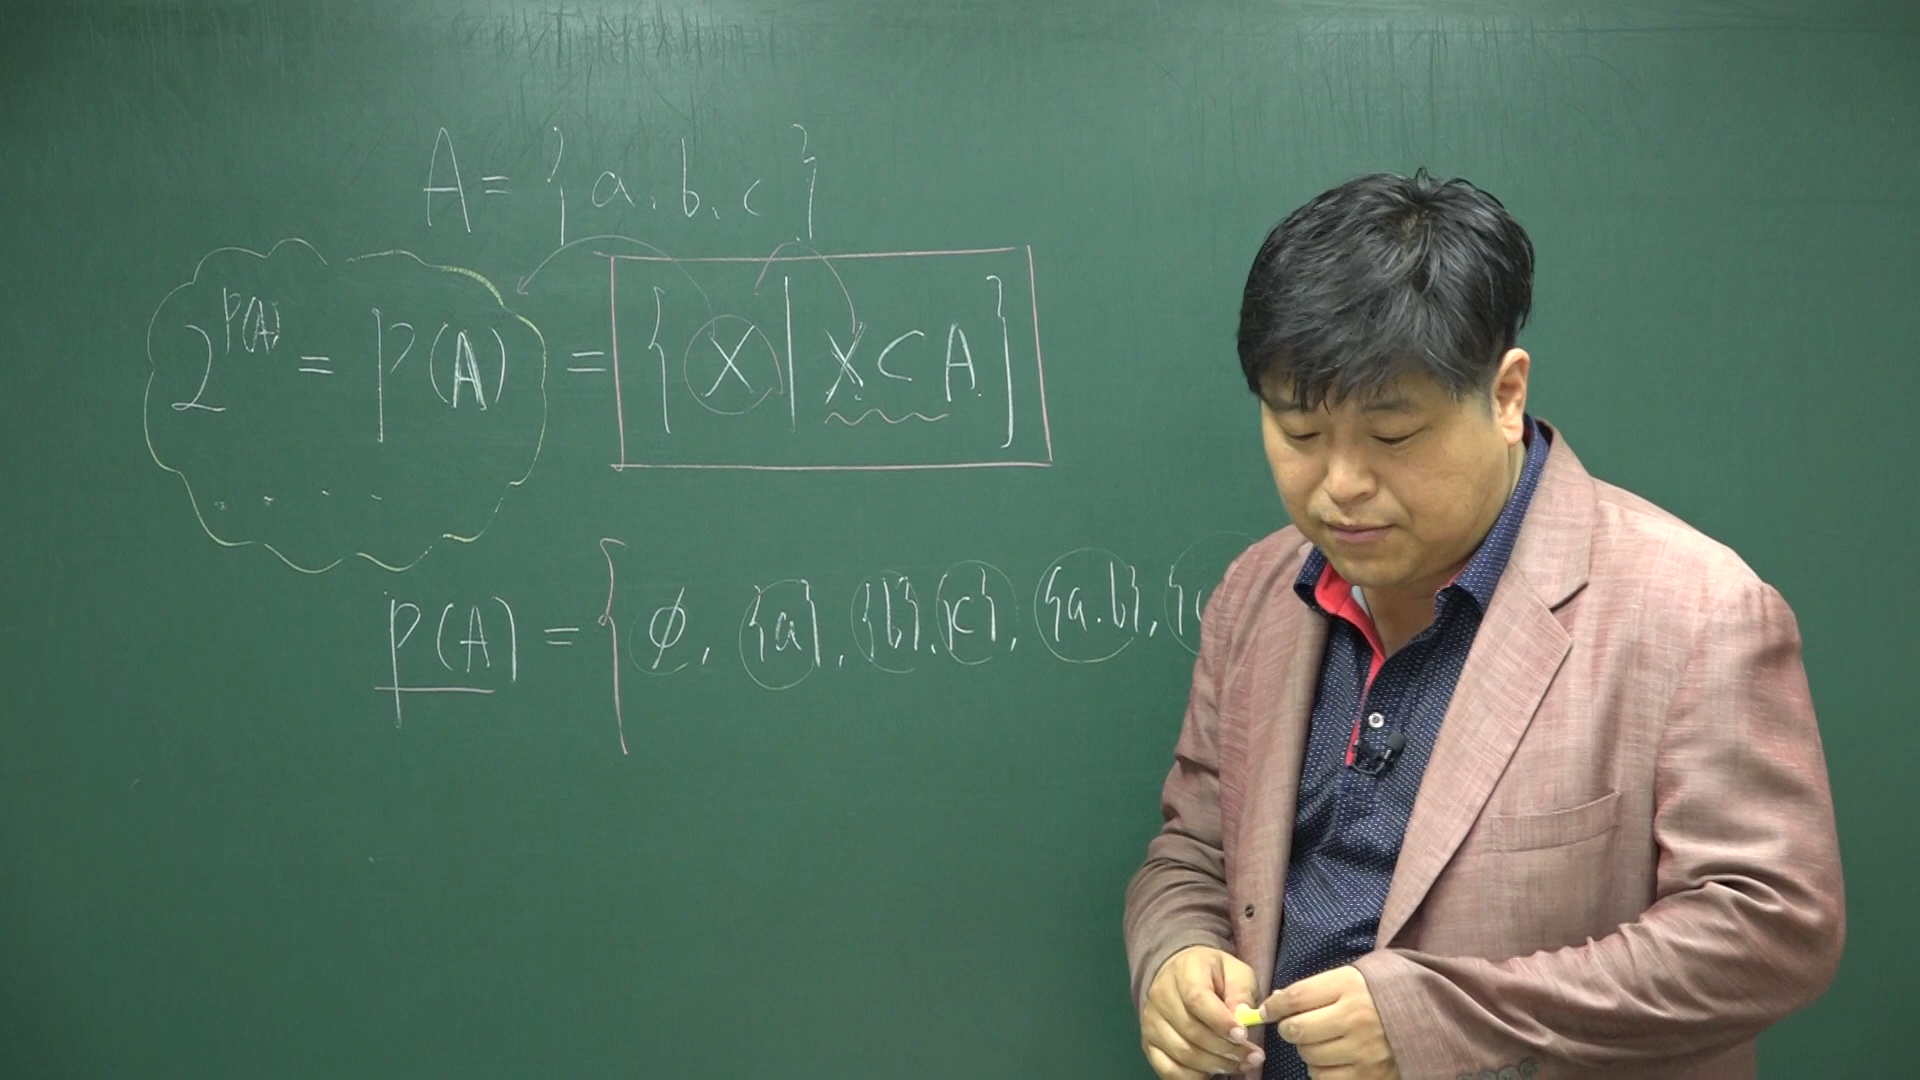 A = { a, b, c }
2^P(A) = P(A) = { X | X ⊂ A }
P(A) = { ∅, {a}, {b}, {c}, {a, b}, {